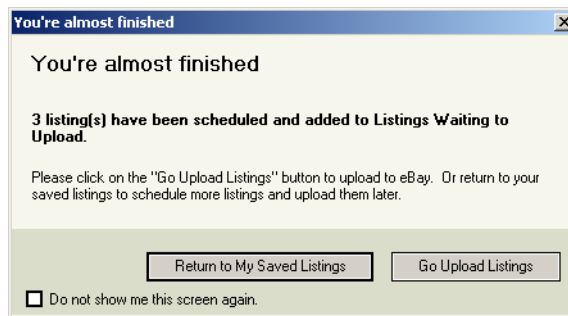 You're almost finished
You're almost finished
3 listing(s) have been scheduled and added to Listings Waiting to
Upload.
Please click on the "Go Upload Listings" button to upload to eBay. Or return to your
saved listings to schedule more listings and upload them later.
Return to My Saved Listings Go Upload Listings
Do not show me this screen again.